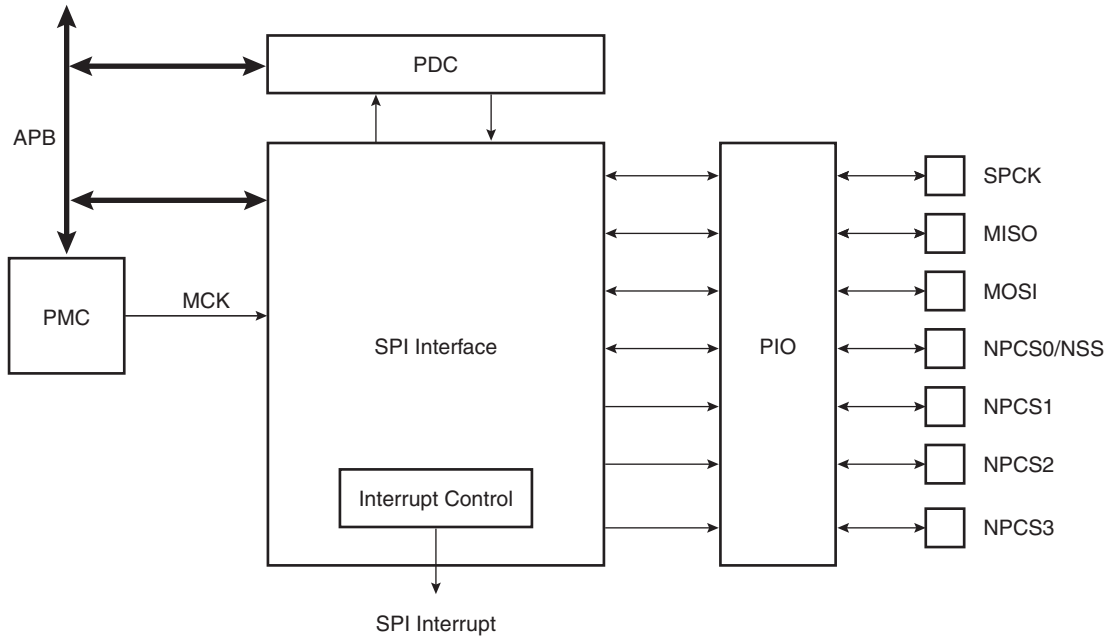 PDC
APB
SPCK
MISO
MCK
MOSI
PMC
SPI Interface
PIO
NPCS0/NSS
NPCS1
NPCS2
Interrupt Control
NPCS3
SPI Interrupt